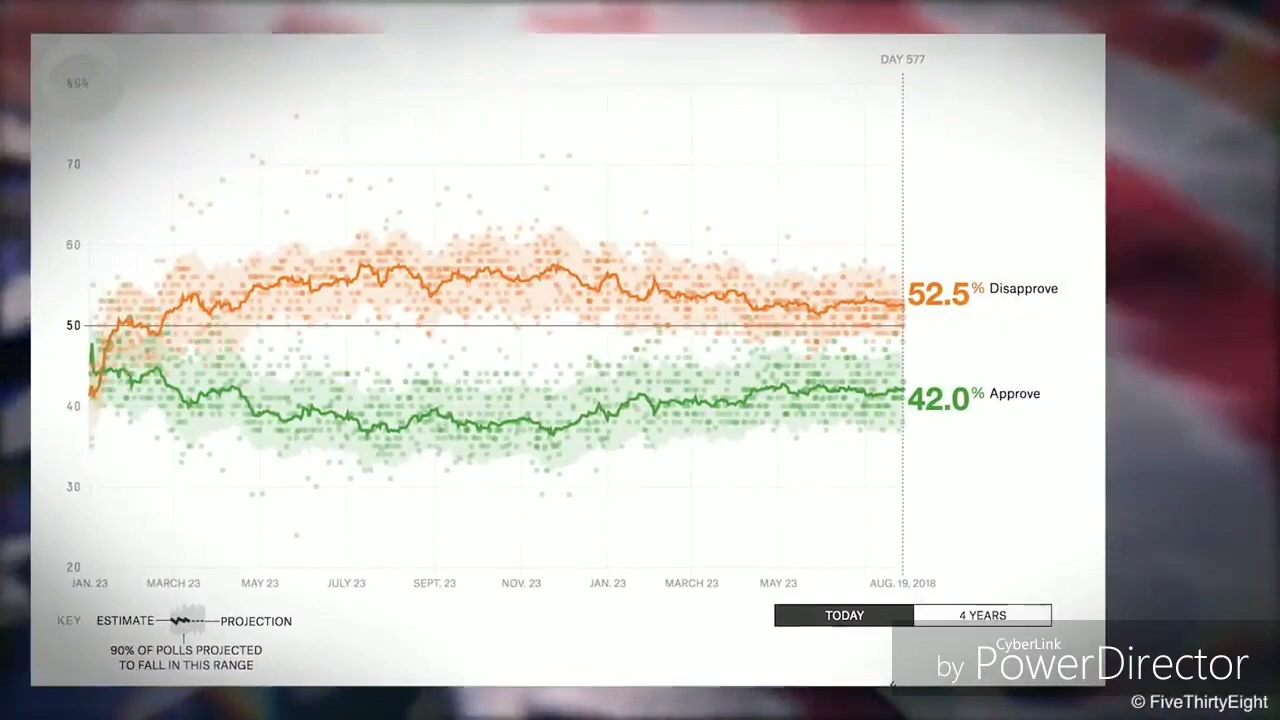 DAY 577
70
60
50
40
30
20
52.5% Disapprove
42.0% Approve
JAN. 23 MARCH 23 MAY 23 JULY 23 SEPT. 23 NOV. 23 JAN. 23 MARCH 23 MAY 23 AUG. 19, 2018
KEY ESTIMATE PROJECTION
90% OF POLLS PROJECTED
TO FALL IN THIS RANGE
TODAY 4 YEARS
CyberLink
by PowerDirector
© FiveThirtyEight